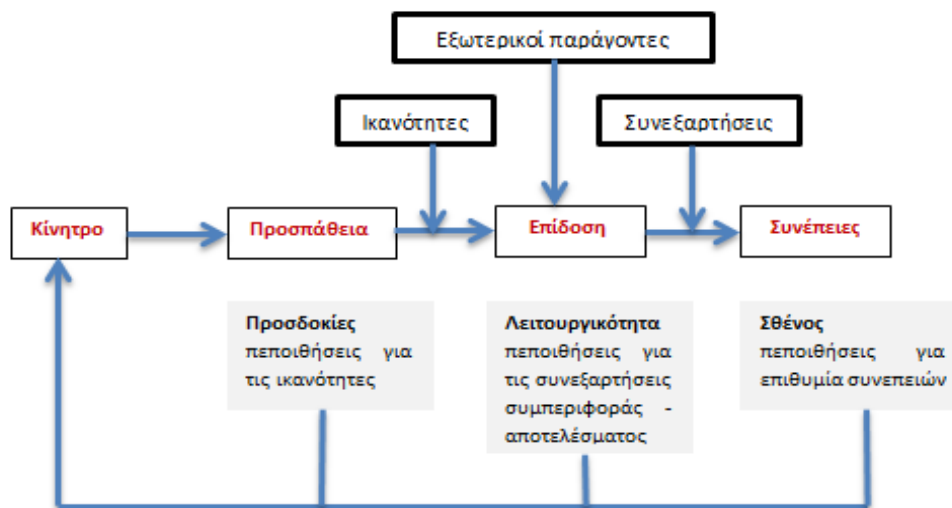 Εξωτερικοί παράγοντες
Ικανότητες
Συνεξαρτήσεις
Κίνητρο
Προσπάθεια
Επίδοση
Συνέπειες
Προσδοκίες
πεποιθήσεις για
τις ικανότητες
Λειτουργικότητα
πεποιθήσεις για
τις συνεξαρτήσεις
συμπεριφοράς -
αποτελέσματος
Σθένος
πεποιθήσεις για
επιθυμία συνεπειών